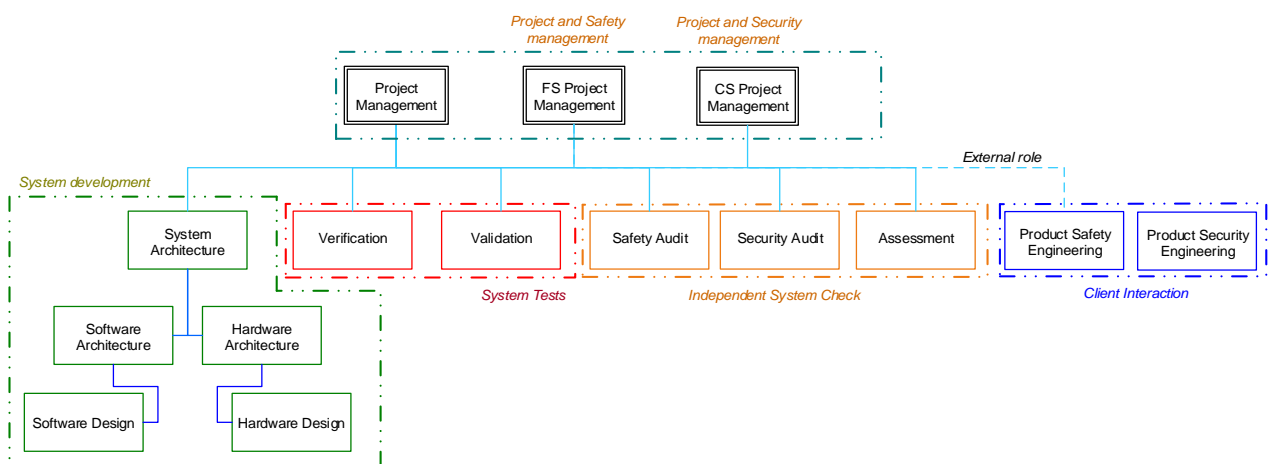 Project and Safety
management
Project and Security
management
Project
Management
FS Project
Management
CS Project
Management
External role
System development
System
Architecture
Verification
Validation
Safety Audit
Security Audit
Assessment
Product Safety
Engineering
Product Security
Engineering
System Tests
Independent System Check
Client Interaction
Software
Architecture
Hardware
Architecture
Software Design
Hardware Design